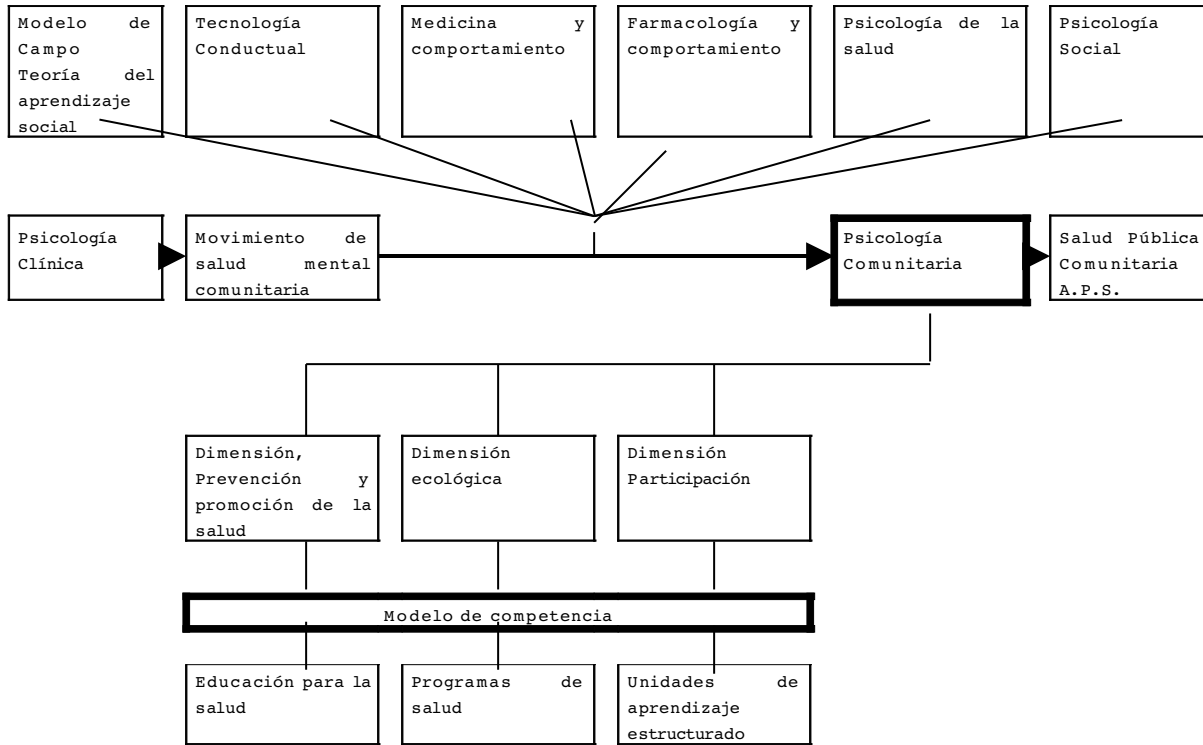 Modelo de
Campo
Teoría del
aprendizaje
social
Tecnología
Conductual
Medicina y
comportamiento
Farmacología y
comportamiento
Psicología de la
salud
Psicología
Social
Psicología
Clínica
Movimiento de
salud mental
comunitaria
Psicología
Comunitaria
Salud Pública
Comunitaria
A.P.S.
Dimensión,
Prevención y
promoción de la
salud
Dimensión
ecológica
Dimensión
Participación
Modelo de competencia
Educación para la
salud
Programas de
salud
Unidades de
aprendizaje
estructurado